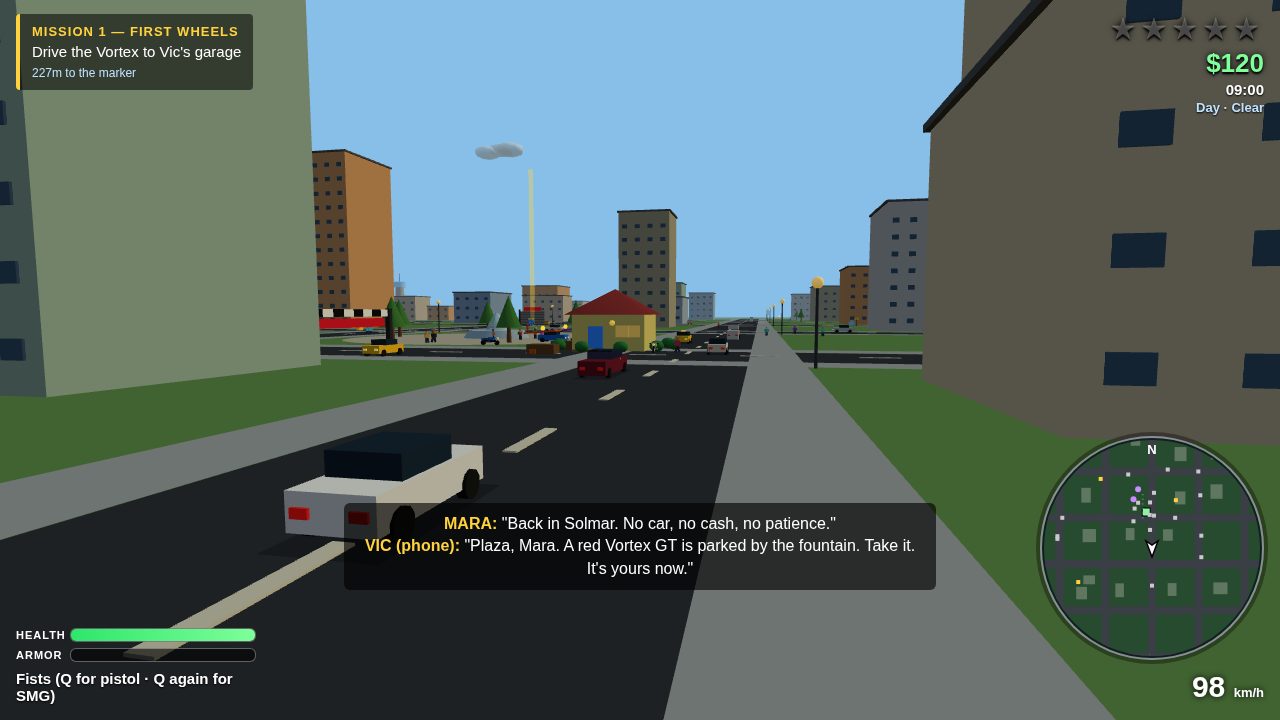 MISSION 1 — FIRST WHEELS
Drive the Vortex to Vic's garage
227m to the marker
$120
09:00
Day · Clear
MARA: "Back in Solmar. No car, no cash, no patience."
VIC (phone): "Plaza, Mara. A red Vortex GT is parked by the fountain. Take it.
It's yours now."
N
HEALTH
ARMOR
Fists (Q for pistol · Q again for
SMG)
98 km/h